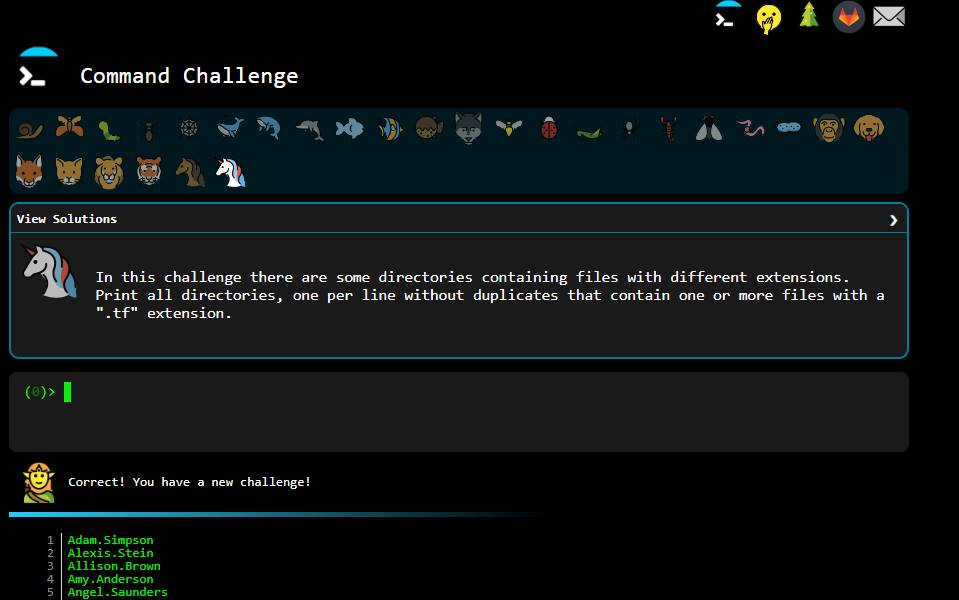 Command Challenge
View Solutions
In this challenge there are some directories containing files with different extensions.
Print all directories, one per line without duplicates that contain one or more files with a
".tf" extension.
(0)>
Correct! You have a new challenge!
1 Adam.Simpson
2 Alexis.Stein
3 Allison.Brown
4 Amy.Anderson
5 Angel.Saunders